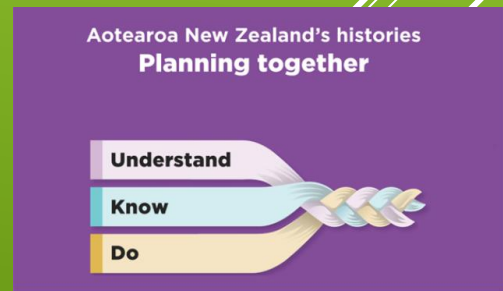 Aotearoa New Zealand's histories
Planning together
Understand
Know
Do